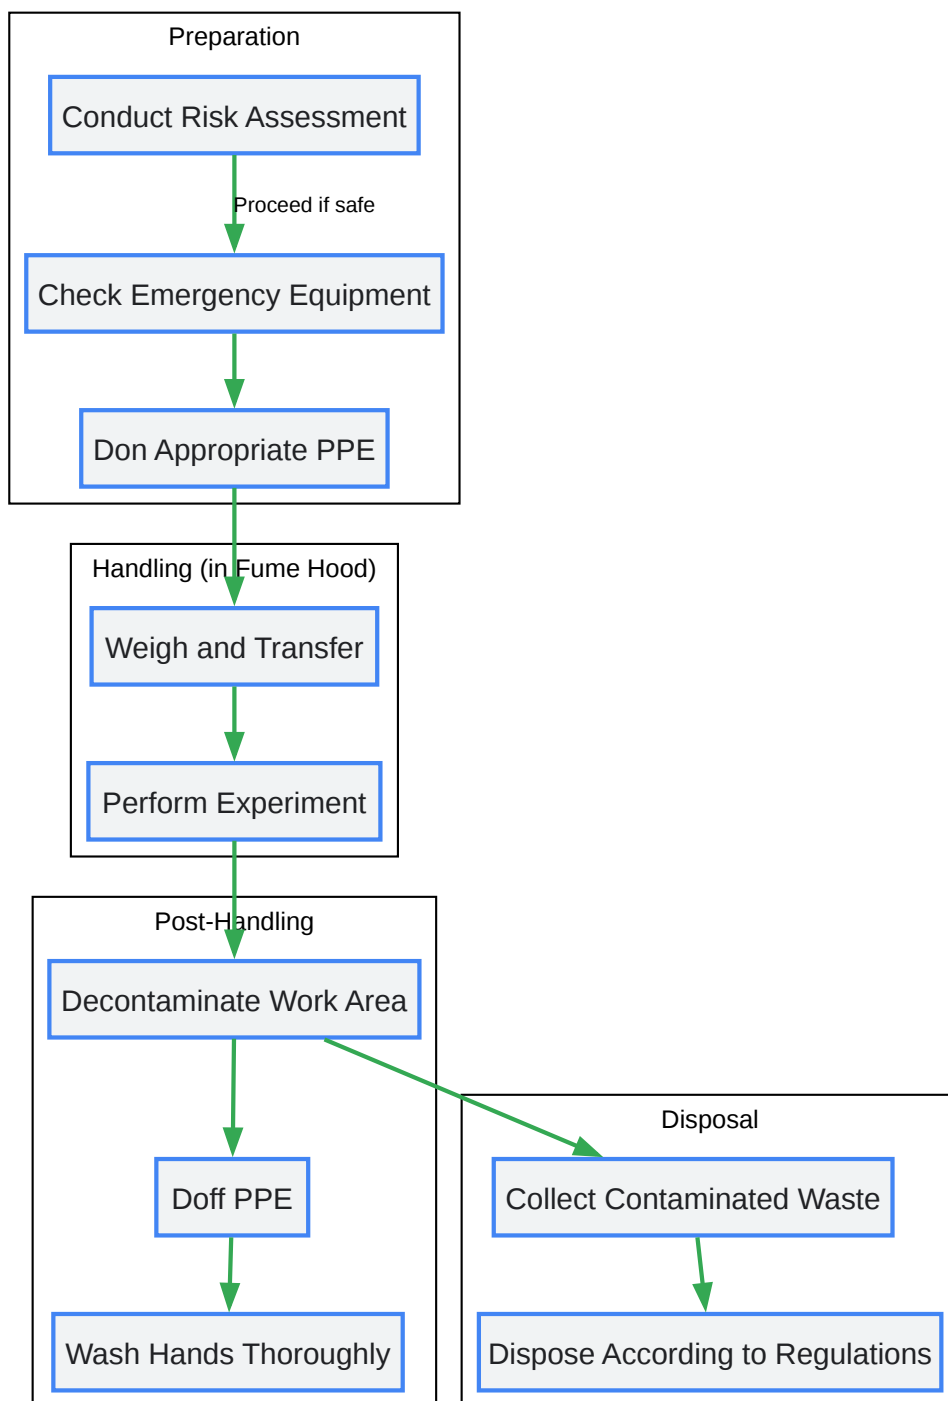 Preparation
Conduct Risk Assessment
Proceed if safe
Check Emergency Equipment
Don Appropriate PPE
Handling (in Fume Hood)
Weigh and Transfer
Perform Experiment
Post-Handling
Decontaminate Work Area
Disposal
Doff PPE
Collect Contaminated Waste
Wash Hands Thoroughly
Dispose According to Regulations